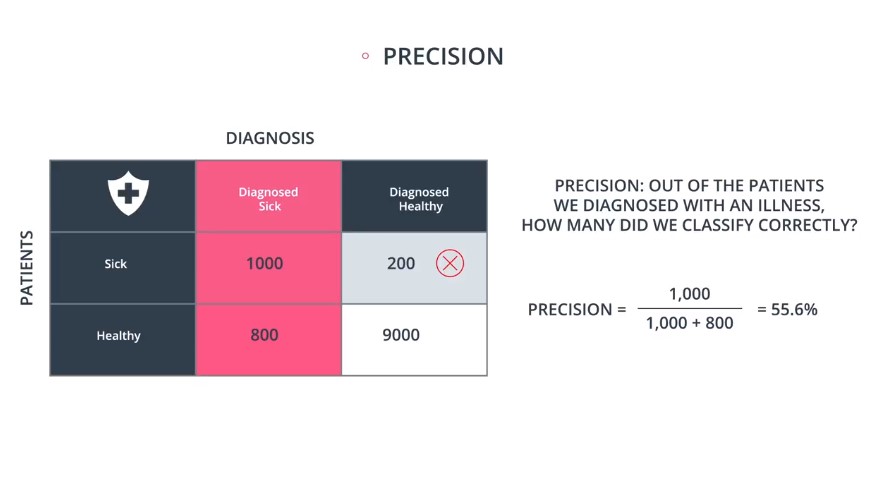 PRECISION
DIAGNOSIS
Diagnosed
Sick
Diagnosed
Healthy
PATIENTS
Sick
1000
200
Healthy
800
9000
PRECISION: OUT OF THE PATIENTS
WE DIAGNOSED WITH AN ILLNESS,
HOW MANY DID WE CLASSIFY CORRECTLY?
1,000
PRECISION = = 55.6%
1,000 + 800